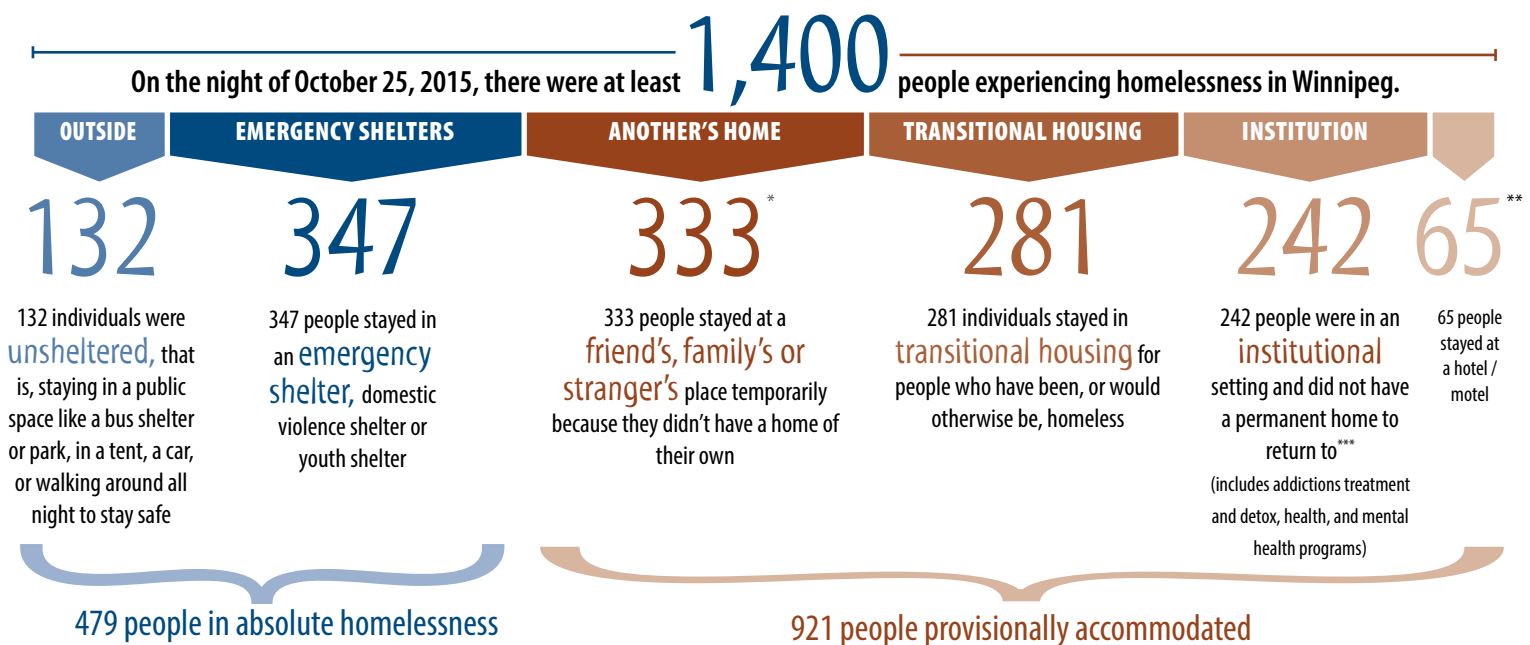 1,400
On the night of October 25, 2015, there were at least
people experiencing homelessness in Winnipeg.
OUTSIDE
EMERGENCY SHELTERS
ANOTHER'S HOME
TRANSITIONAL HOUSING
INSTITUTION
132
347
333*
281
242
65**
132 individuals were
unsheltered, that
is, staying in a public
space like a bus shelter
or park, in a tent, a car,
or walking around all
night to stay safe
347 people stayed in
an emergency
shelter, domestic
violence shelter or
youth shelter
333 people stayed at a
friend's, family's or
stranger's place temporarily
because they didn't have a home of
their own
281 individuals stayed in
transitional housing for
people who have been, or would
otherwise be, homeless
242 people were in an
institutional
setting and did not have
a permanent home to
return to***
(includes addictions treatment
and detox, health, and mental
health programs)
65 people
stayed at
a hotel /
motel
479 people in absolute homelessness
921 people provisionally accommodated